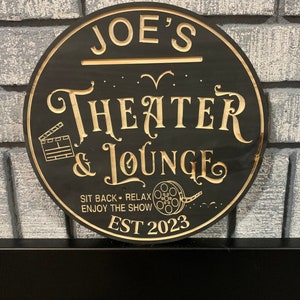 JOE'S
THEATER
& LOUNGE
SIT BACK • RELAX
ENJOY THE SHOW
EST 2023